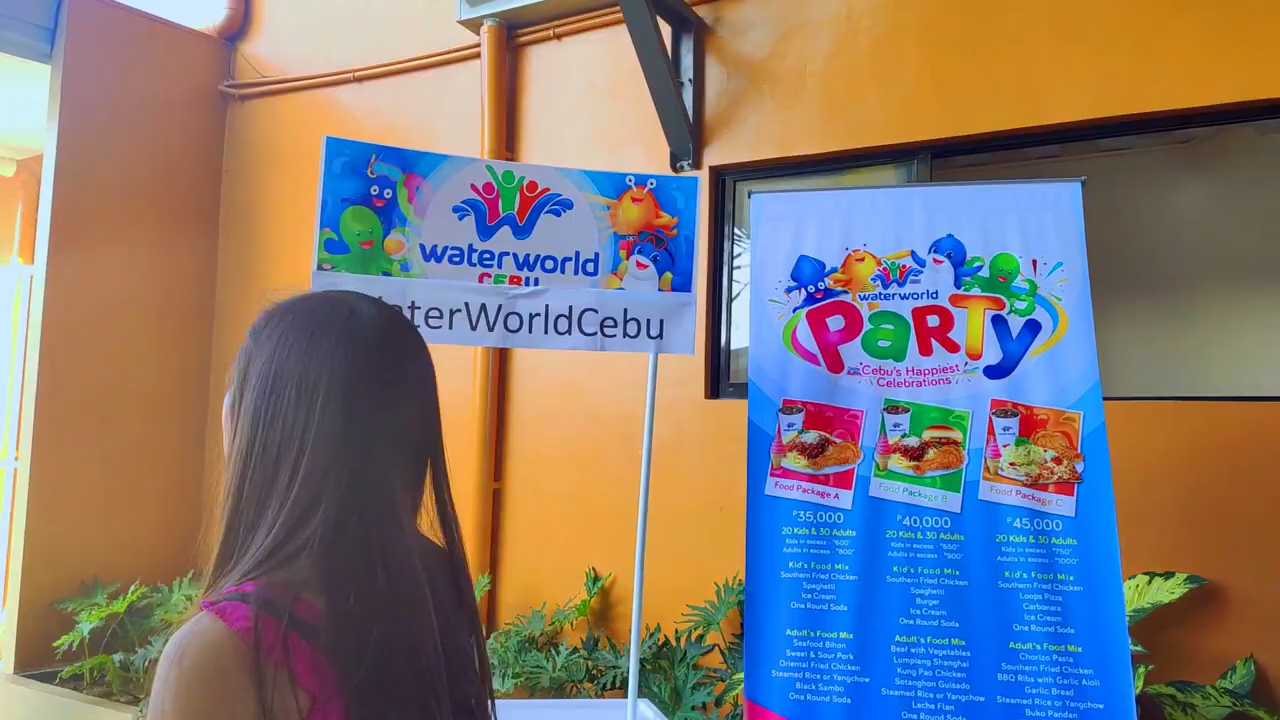 waterworld
CEBU
WaterWorldCebu
waterworld
PaRTy
Cebu's Happiest
Celebrations
Food Package A
₱35,000
20 Kids & 30 Adults
Kids in excess - "600"
Adults in excess - "800"
Kid's Food Mix
Southern Fried Chicken
Spaghetti
Ice Cream
One Round Soda
Adult's Food Mix
Seafood Bihon
Sweet & Sour Pork
Oriental Fried Chicken
Steamed Rice or Yangchow
Black Sambo
One Round Soda
Food Package B
₱40,000
20 Kids & 30 Adults
Kids in excess - "650"
Adults in excess - "900"
Kid's Food Mix
Southern Fried Chicken
Spaghetti
Burger
Ice Cream
One Round Soda
Adult's Food Mix
Beef with Vegetables
Lumpiang Shanghai
Kung Pao Chicken
Sotanghon Guisado
Steamed Rice or Yangchow
Leche Flan
One Round Soda
Food Package C
₱45,000
20 Kids & 30 Adults
Kids in excess - "750"
Adults in excess - "1000"
Kid's Food Mix
Southern Fried Chicken
Loops Pizza
Carbonara
Ice Cream
One Round Soda
Adult's Food Mix
Chorizo Pasta
Southern Fried Chicken
BBQ Ribs with Garlic Aioli
Garlic Bread
Steamed Rice or Yangchow
Buko Pandan